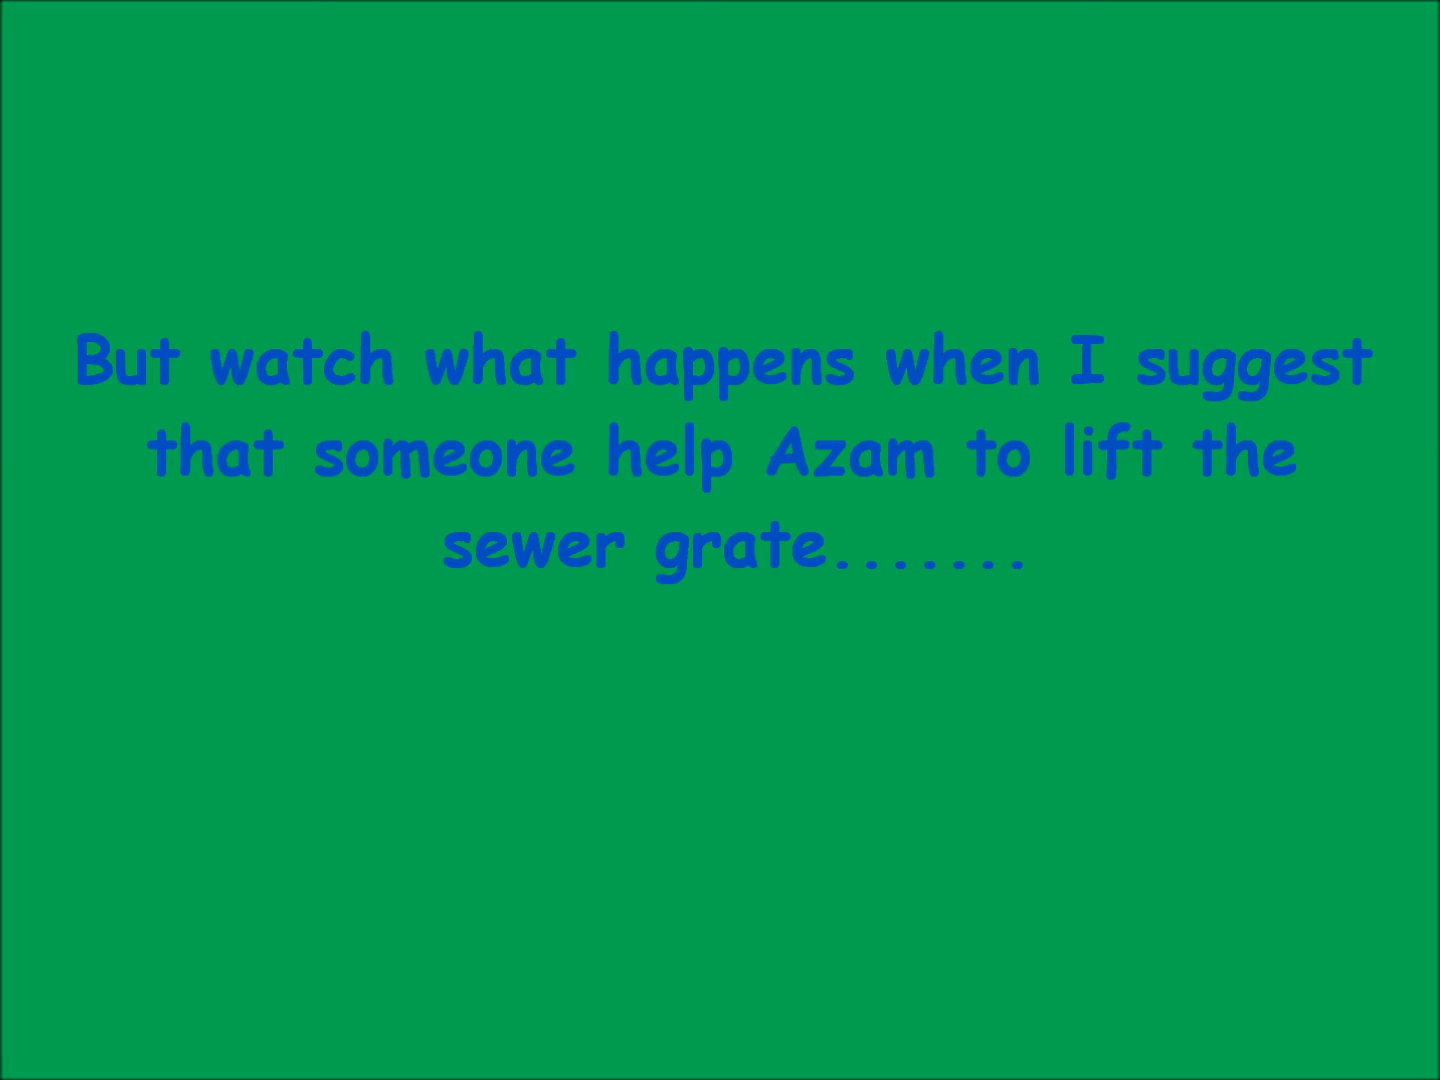 But watch what happens when I suggest
that someone help Azam to lift the
sewer grate.......